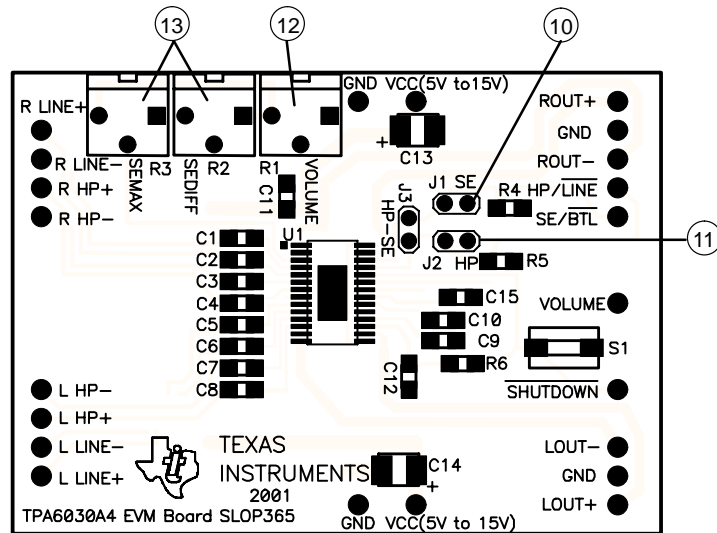 13
12
10
GND VCC(5V to15V)
R LINE+
R LINE-
R HP+
R HP-
SEMAX
R3
SEDIFF
R2
R1
VOLUME
C11
C13
+
J1 SE
J3
HP-SE
J2 HP
R4
R5
ROUT+
GND
ROUT-
HP/LINE
SE/BTL
11
U1
C1
C2
C3
C4
C5
C6
C7
C8
C15
C10
C9
R6
C12
VOLUME
S1
SHUTDOWN
L HP-
L HP+
L LINE-
L LINE+
TEXAS
INSTRUMENTS
2001
C14
+
LOUT-
GND
LOUT+
TPA6030A4 EVM Board SLOP365
GND VCC(5V to 15V)